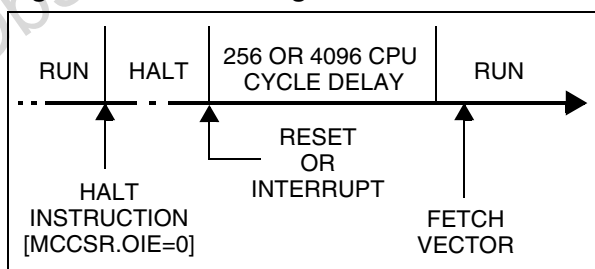 RUN
HALT
256 OR 4096 CPU
CYCLE DELAY
RUN
RESET
OR
INTERRUPT
HALT
INSTRUCTION
[MCCSR.OIE=0]
FETCH
VECTOR